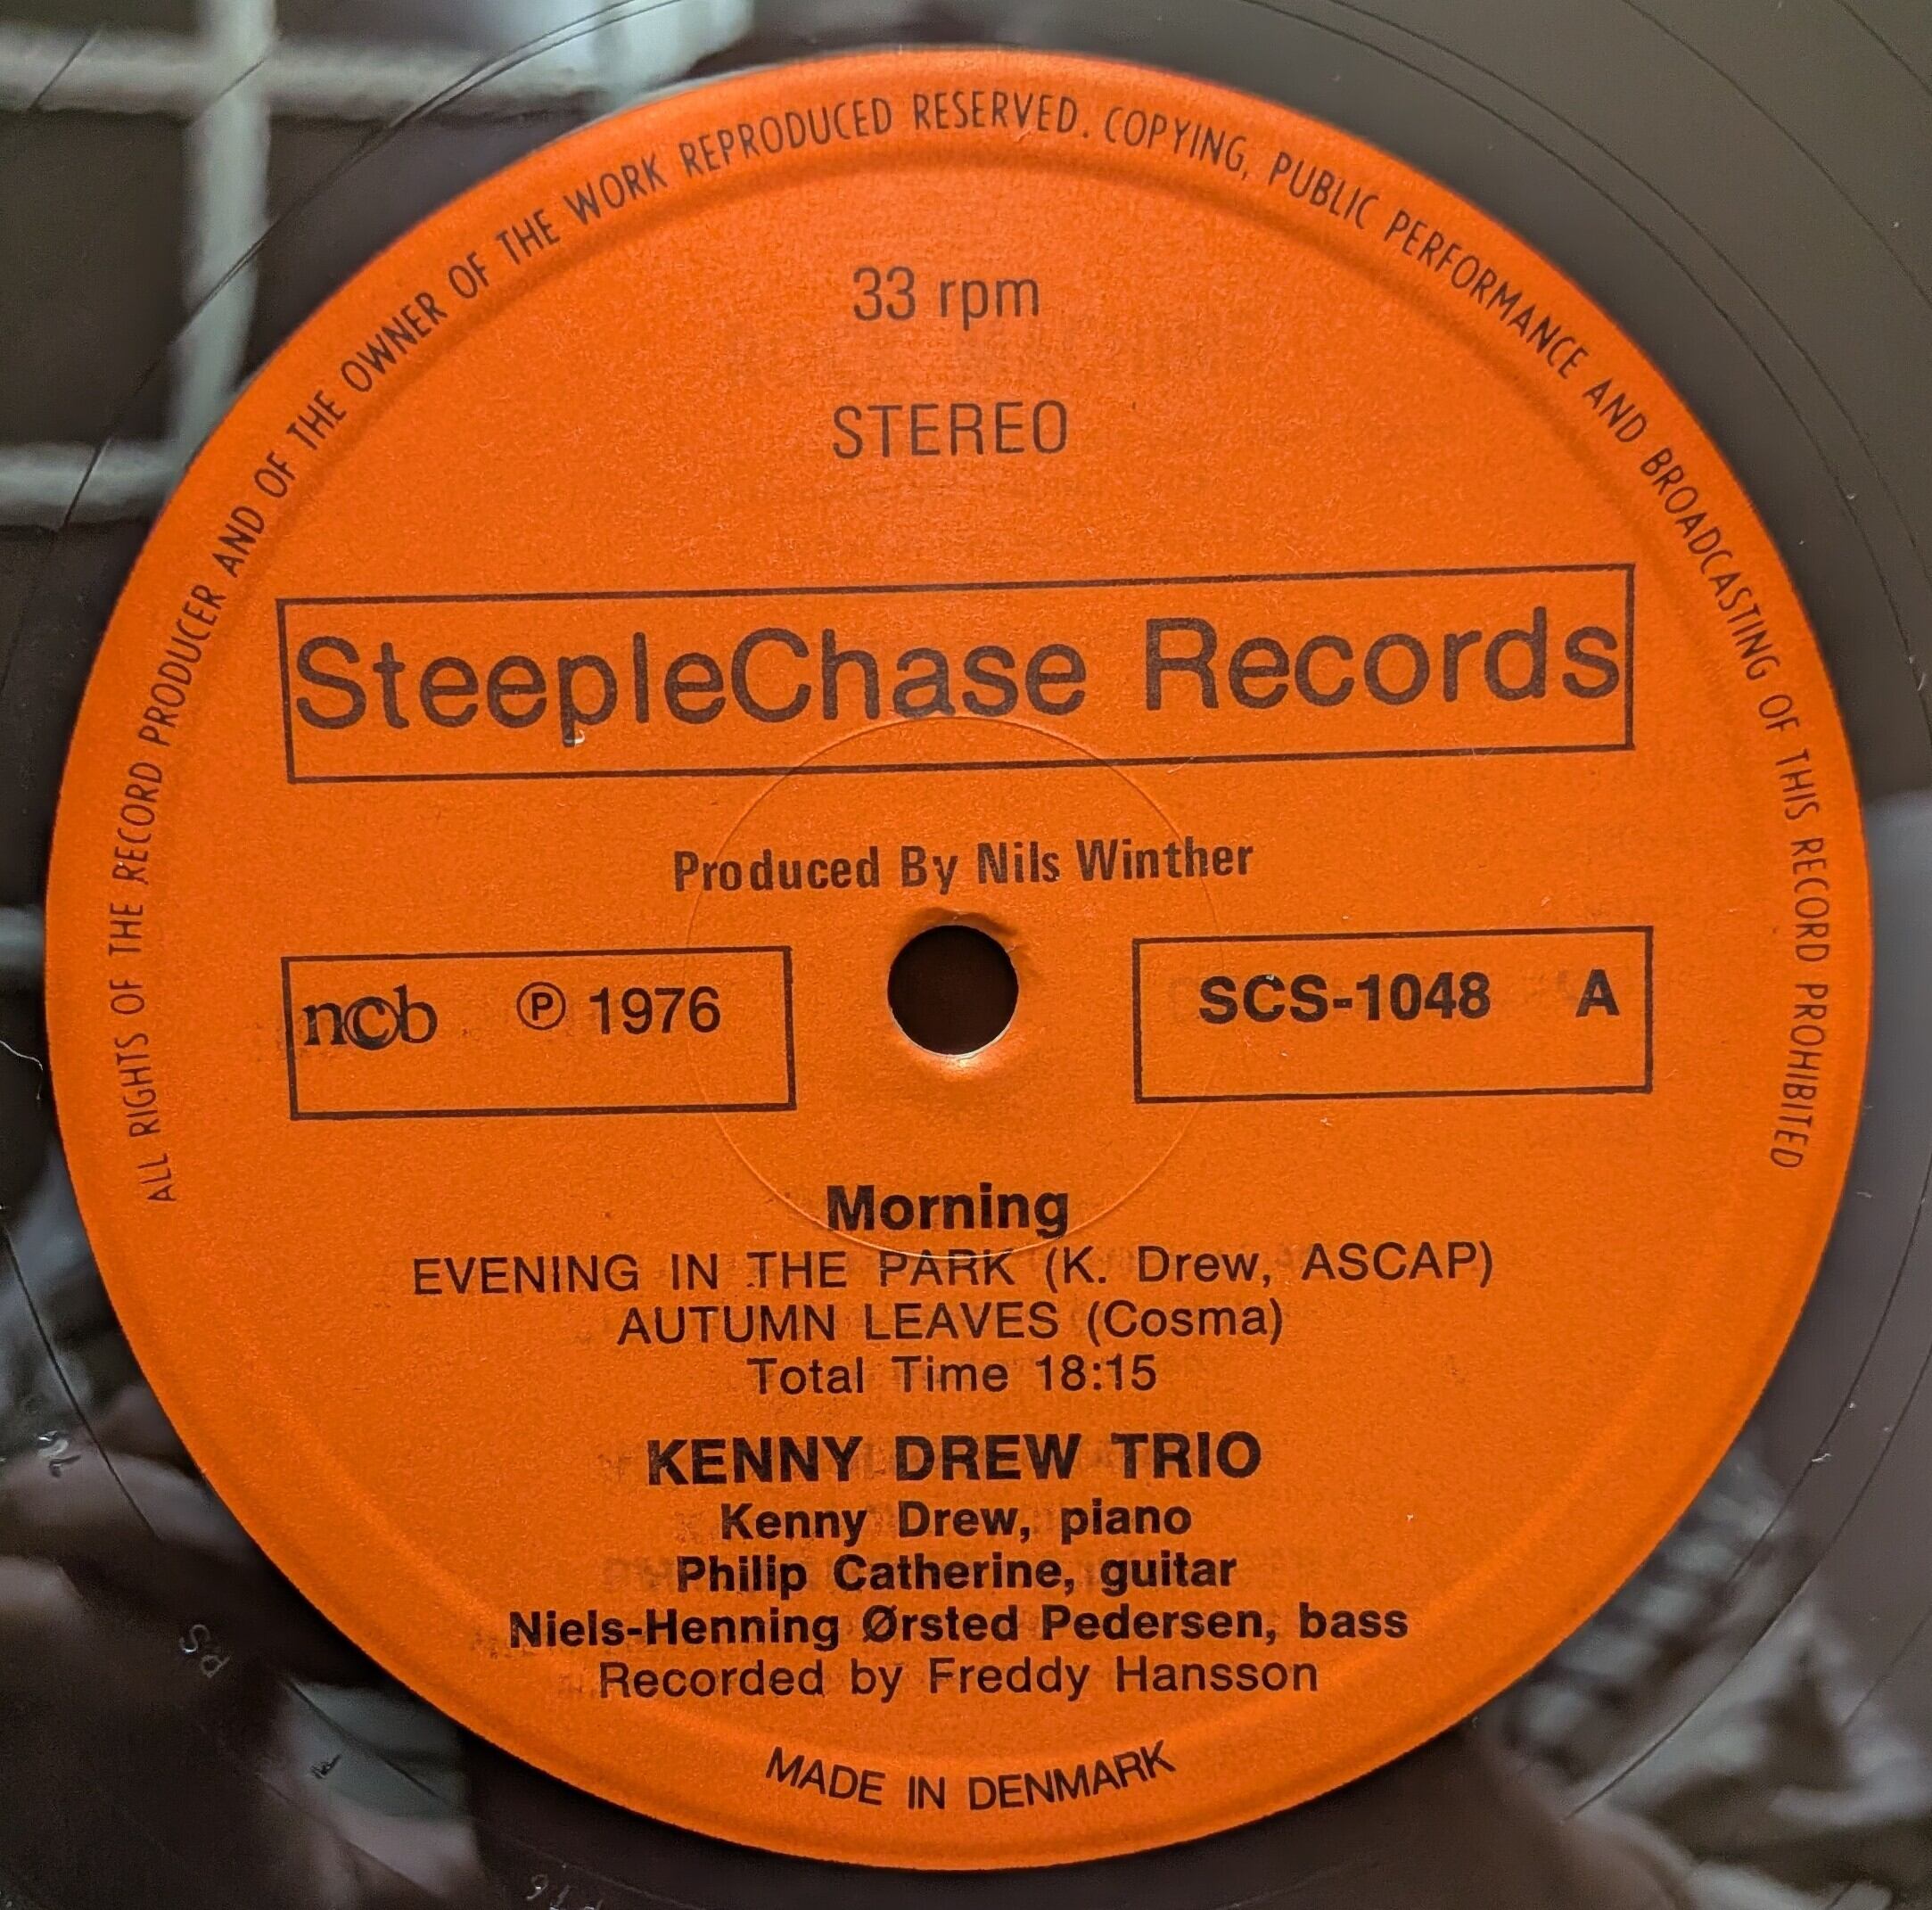 ALL RIGHTS OF THE RECORD PRODUCER AND OF THE OWNER OF THE WORK REPRODUCED RESERVED. COPYING, PUBLIC PERFORMANCE AND BROADCASTING OF THIS RECORD PROHIBITED
33 rpm
STEREO
SteepleChase Records
Produced By Nils Winther
n©b ℗ 1976
SCS-1048 A
Morning
EVENING IN THE PARK (K. Drew, ASCAP)
AUTUMN LEAVES (Cosma)
Total Time 18:15
KENNY DREW TRIO
Kenny Drew, piano
Philip Catherine, guitar
Niels-Henning Ørsted Pedersen, bass
Recorded by Freddy Hansson
MADE IN DENMARK